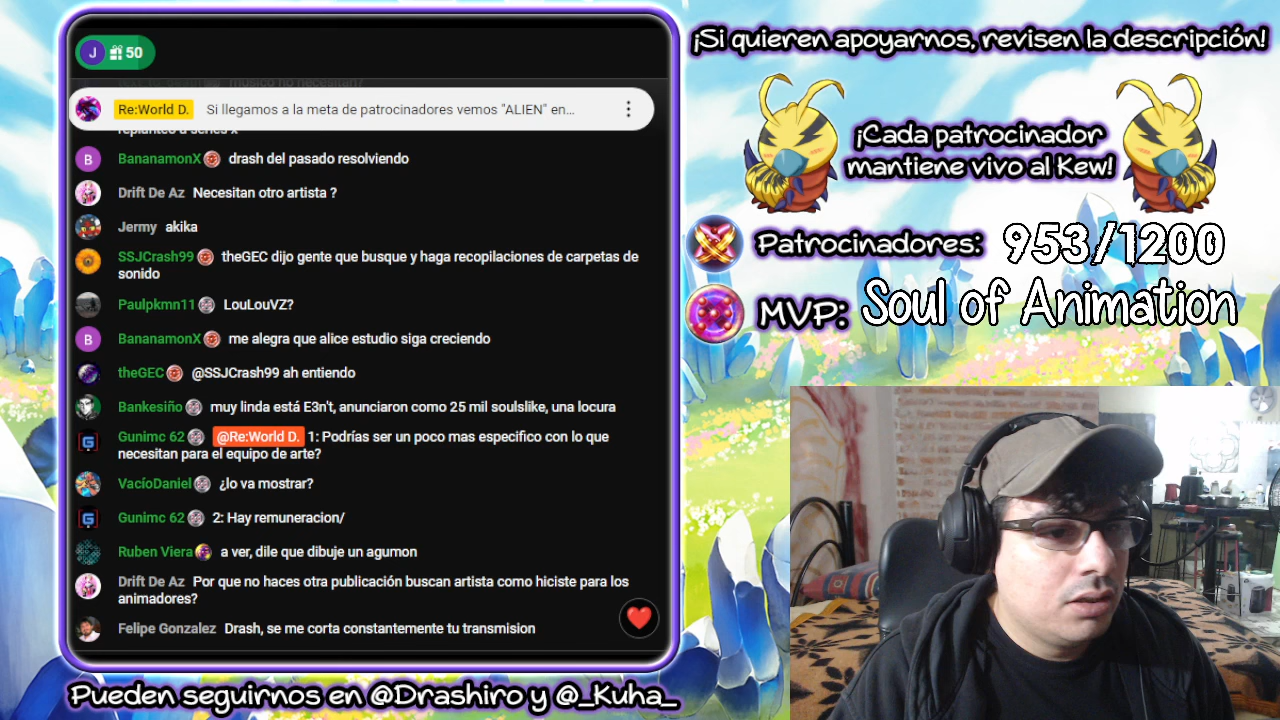 ¡Si quieren apoyarnos, revisen la descripción!
J 50
Re:World D. Si llegamos a la meta de patrocinadores vemos "ALIEN" en...
BananamonX drash del pasado resolviendo
Drift De Az Necesitan otro artista ?
Jermy akika
SSJCrash99 theGEC dijo gente que busque y haga recopilaciones de carpetas de
sonido
Paulpkmn11 LouLouVZ?
B BananamonX me alegra que alice estudio siga creciendo
theGEC @SSJCrash99 ah entiendo
Bankesiño muy linda está E3n't, anunciaron como 25 mil soulslike, una locura
Gunimc 62 @Re:World D. 1: Podrías ser un poco mas especifico con lo que
necesitan para el equipo de arte?
VacíoDaniel ¿lo va mostrar?
Gunimc 62 2: Hay remuneracion/
Ruben Viera a ver, dile que dibuje un agumon
Drift De Az Por que no haces otra publicación buscan artista como hiciste para los
animadores?
Felipe Gonzalez Drash, se me corta constantemente tu transmision
¡Cada patrocinador
mantiene vivo al Kew!
Patrocinadores: 953/1200
MVP: Soul of Animation
Pueden seguirnos en @Drashiro y @_Kuha_